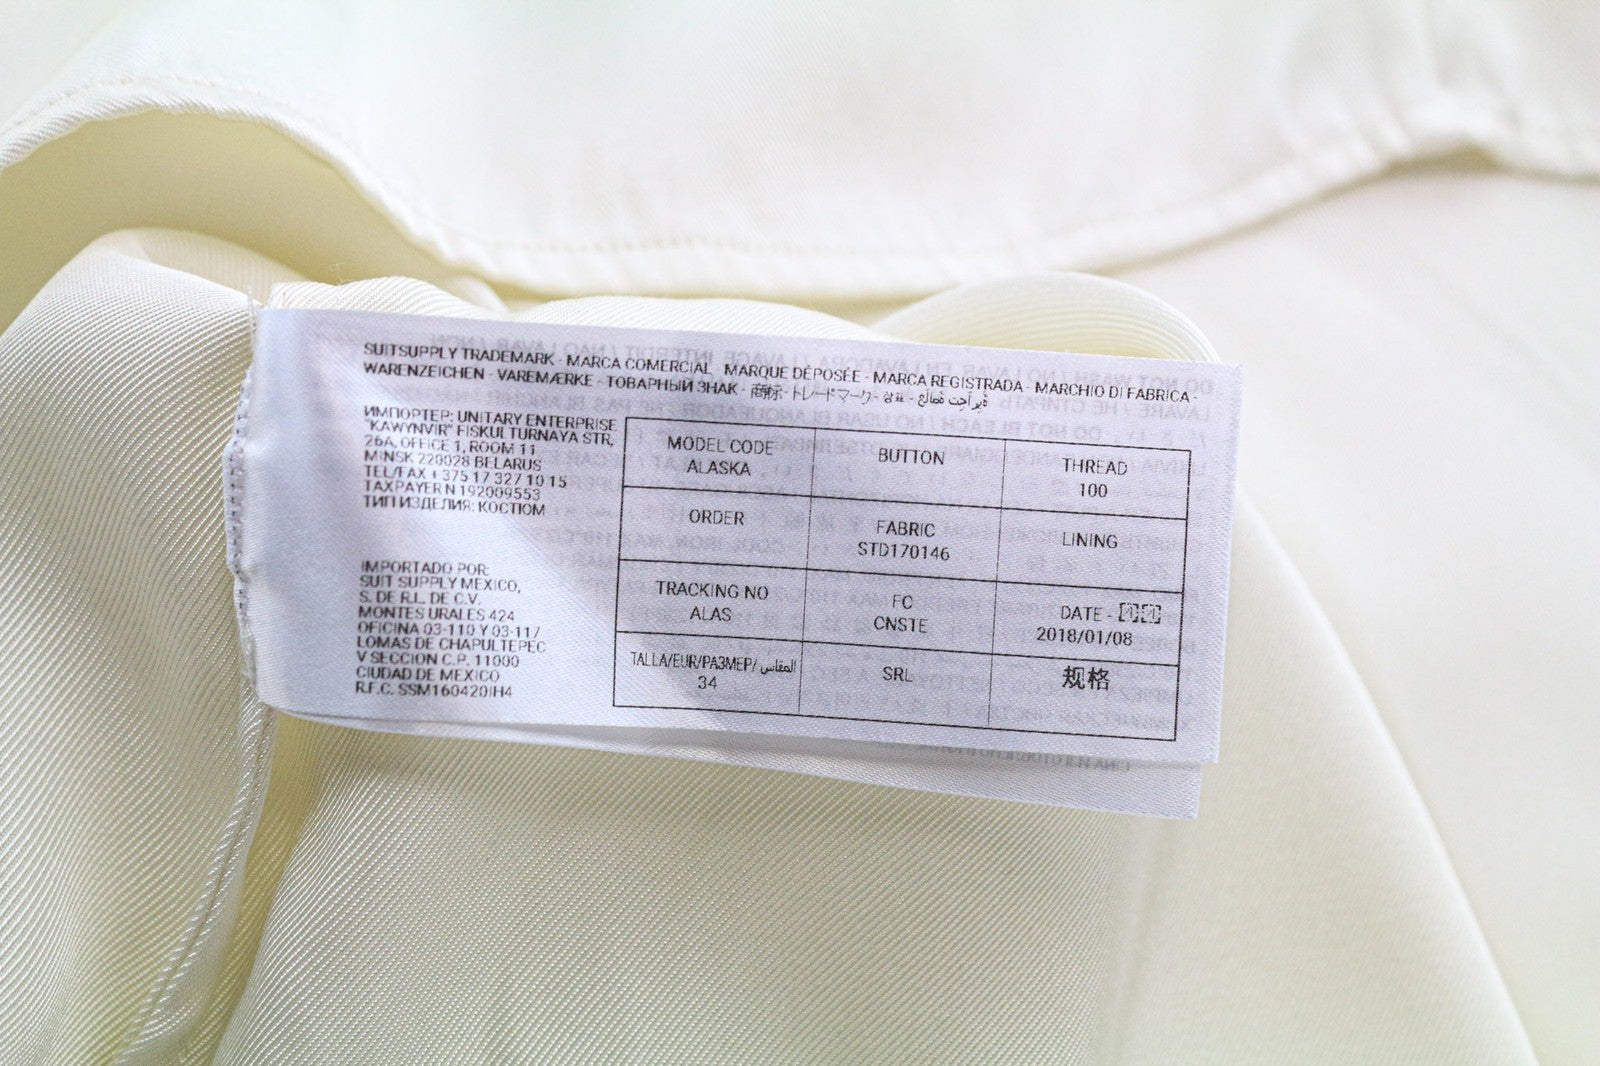 SUITSUPPLY TRADEMARK - MARCA COMERCIAL - MARQUE DÉPOSÉE - MARCA REGISTRADA - MARCHIO DI FABRICA -
WARENZEICHEN - VAREMÆRKE - ТОВАРНЫЙ ЗНАК - 商标 - トレードマーク -
ИМПОРТЕР: UNITARY ENTERPRISE
"KAWYNVIR" FISKULTURNAYA STR,
26A, OFFICE 1, ROOM 11
MINSK 220028 BELARUS
TEL/FAX + 375 17 327 10 15
TAXPAYER N 192009553
ТИП ИЗДЕЛИЯ: КОСТЮМ
IMPORTADO POR:
SUIT SUPPLY MEXICO,
S. DE R.L. DE C.V.
MONTES URALES 424
OFICINA 03-110 Y 03-117
LOMAS DE CHAPULTEPEC
V SECCION C.P. 11000
CIUDAD DE MEXICO
R.F.C. SSM160420IH4
MODEL CODE
ALASKA
BUTTON
THREAD
100
ORDER
FABRIC
STD170146
LINING
TRACKING NO
ALAS
FC
CNSTE
DATE -
2018/01/08
TALLA/EUR/РАЗМЕР/المقاس
34
SRL
规格